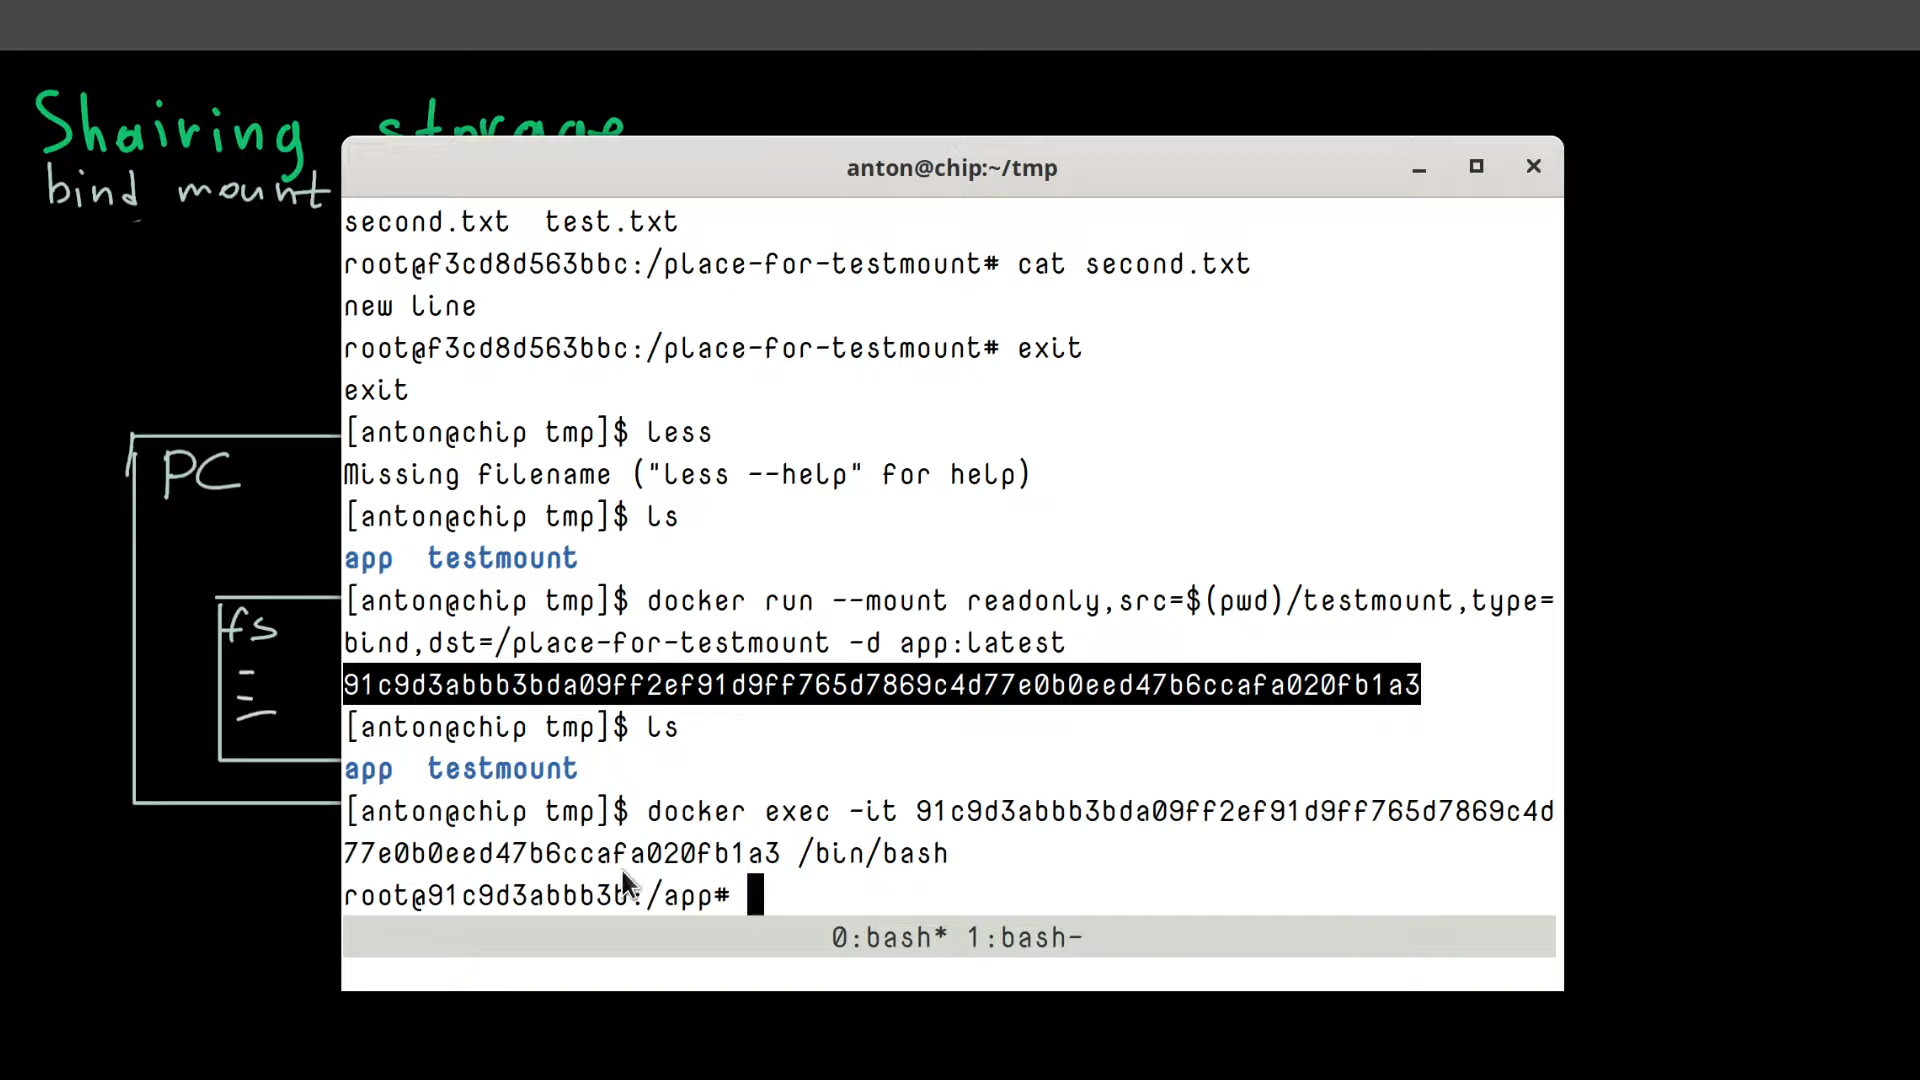 Shairing storage
bind mount
PC
fs
anton@chip:~/tmp
second.txt  test.txt
root@f3cd8d563bbc:/place-for-testmount# cat second.txt
new line
root@f3cd8d563bbc:/place-for-testmount# exit
exit
[anton@chip tmp]$ less
Missing filename ("less --help" for help)
[anton@chip tmp]$ ls
app  testmount
[anton@chip tmp]$ docker run --mount readonly,src=$(pwd)/testmount,type=
bind,dst=/place-for-testmount -d app:latest
91c9d3abbb3bda09ff2ef91d9ff765d7869c4d77e0b0eed47b6ccafa020fb1a3
[anton@chip tmp]$ ls
app  testmount
[anton@chip tmp]$ docker exec -it 91c9d3abbb3bda09ff2ef91d9ff765d7869c4d
77e0b0eed47b6ccafa020fb1a3 /bin/bash
root@91c9d3abbb3b:/app#
0:bash* 1:bash-